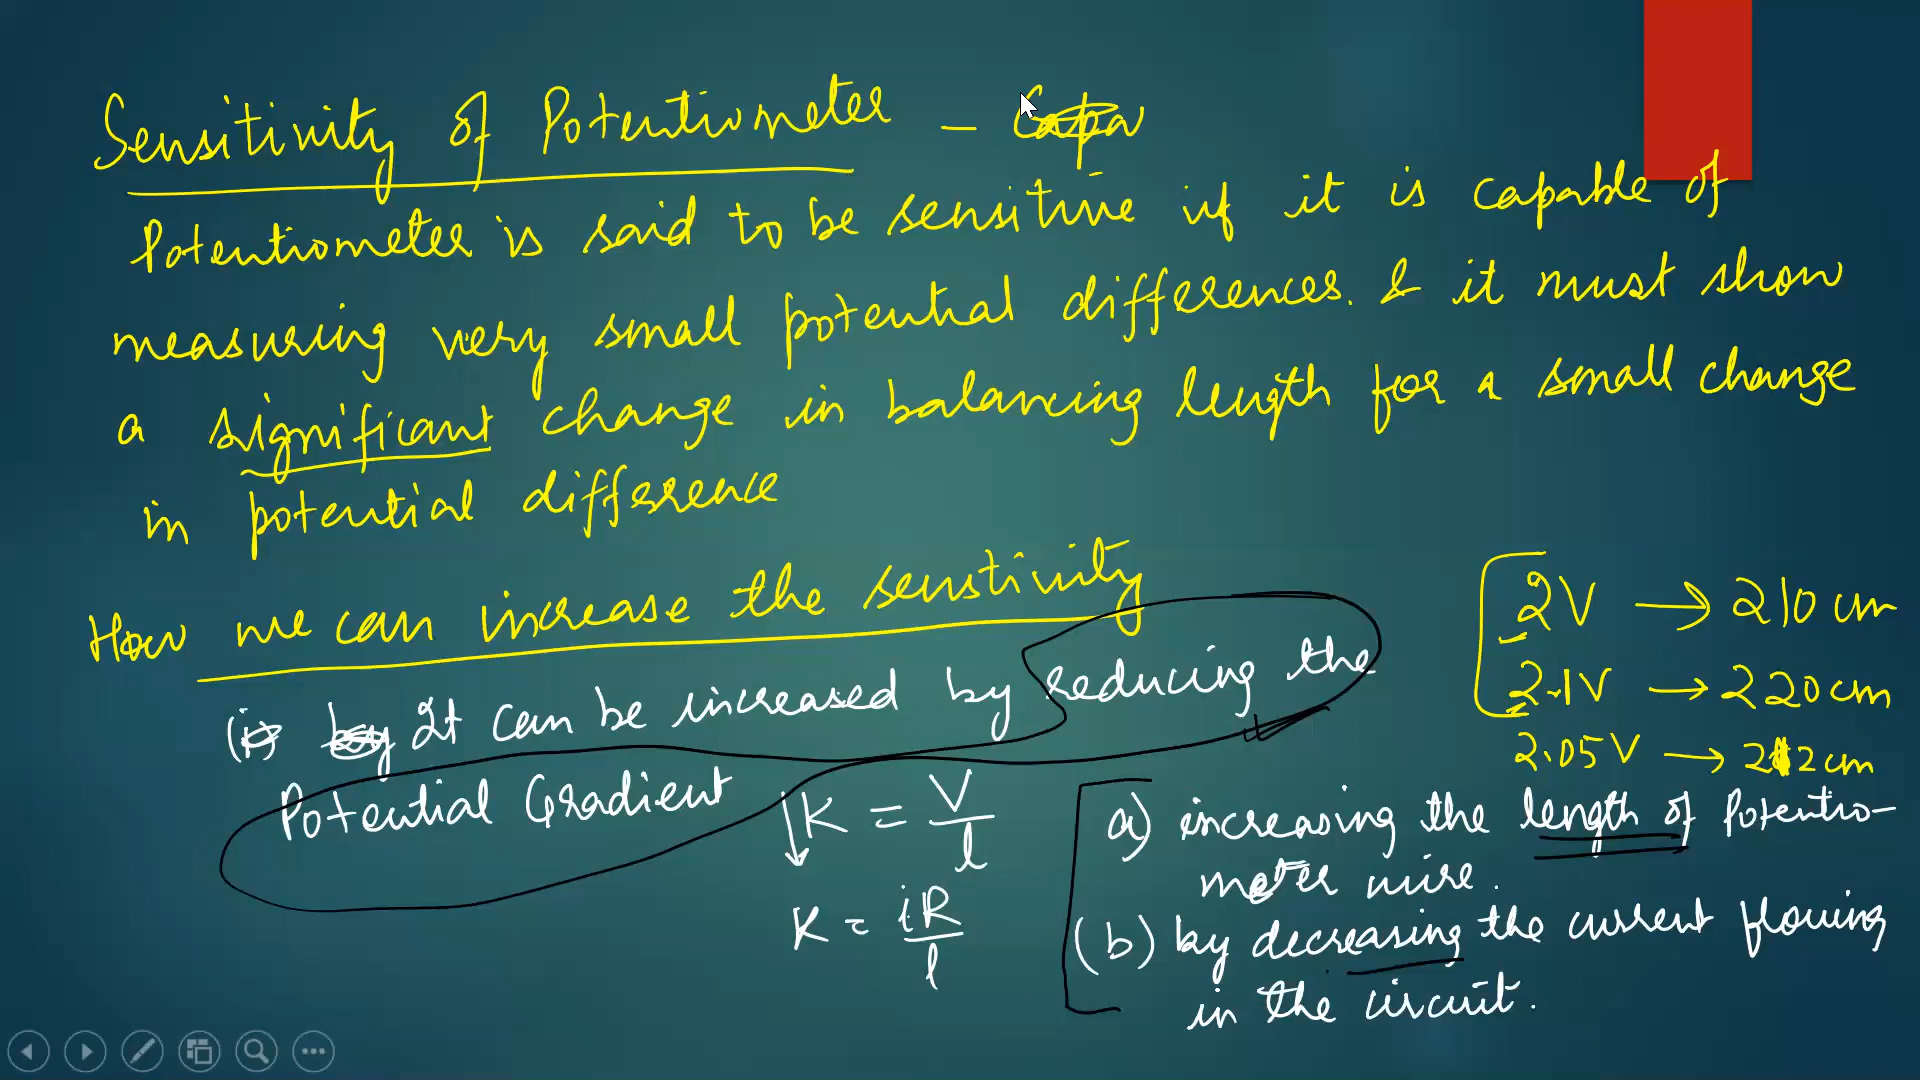 Sensitivity of Potentiometer -
Potentiometer is said to be sensitive if it is capable of
measuring very small potential differences. & it must show
a significant change in balancing length for a small change
in potential difference
How we can increase the senstivity
(i) by It can be increased by reducing the
Potential Gradient
↓K = V/l
K = iR/l
2V → 210 cm
2.1V → 220 cm
2.05V → 212 cm
a) increasing the length of Potentio-
meter wire.
(b) by decreasing the current flowing
in the circuit.